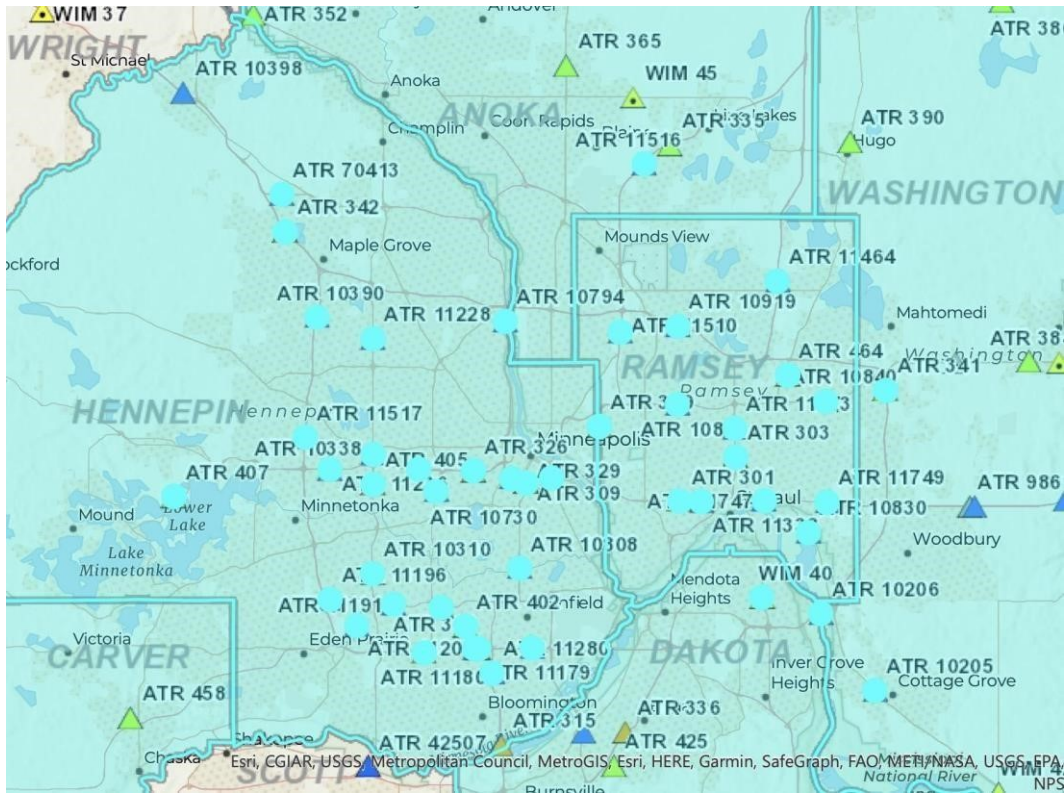 WIM 37
ATR 352
Andover
WRIGHT
St Michael
ATR 10398
ATR 365
WIM 45
Anoka
ANOKA
Coon Rapids
ATR 335
ATR 11516
Champlin
ATR 390
Hugo
WASHINGTON
ATR 70413
ATR 342
Maple Grove
Mounds View
ATR 11464
ATR 10390
ATR 11228
ATR 10794
ATR 10919
Mahtomedi
RAMSEY
Ramsey
ATR 464
Washington
ATR 341
ATR 10840
HENNEPIN
ATR 11517
Minneapolis
ATR 303
ATR 10338
ATR 326
ATR 407
ATR 405
ATR 329
ATR 301
ATR 11749
ATR 986
ATR 309
ATR 10830
Mound
Lower
Lake
Minnetonka
ATR 10730
Woodbury
Lake
Minnetonka
ATR 10310
ATR 10308
Mendota
Heights
WIM 40
ATR 11196
ATR 10206
ATR 402
Victoria
Eden Prairie
CARVER
ATR 11280
DAKOTA
Inver Grove
Heights
ATR 10205
Cottage Grove
ATR 11179
ATR 458
Bloomington
ATR 315
ATR 336
ATR 42507
ATR 425
Chaska
SCOTT
Esri, CGIAR, USGS, Metropolitan Council, MetroGIS, Esri, HERE, Garmin, SafeGraph, FAO, METI/NASA, USGS, EPA,
NPS
National River
Burnsville